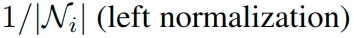 1/|𝒩ᵢ| (left normalization)